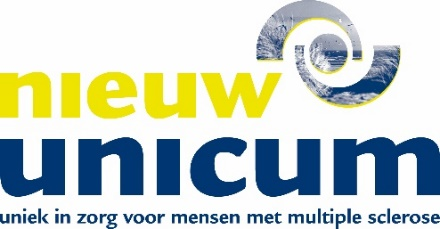 nieuw
unicum
uniek in zorg voor mensen met multiple sclerose